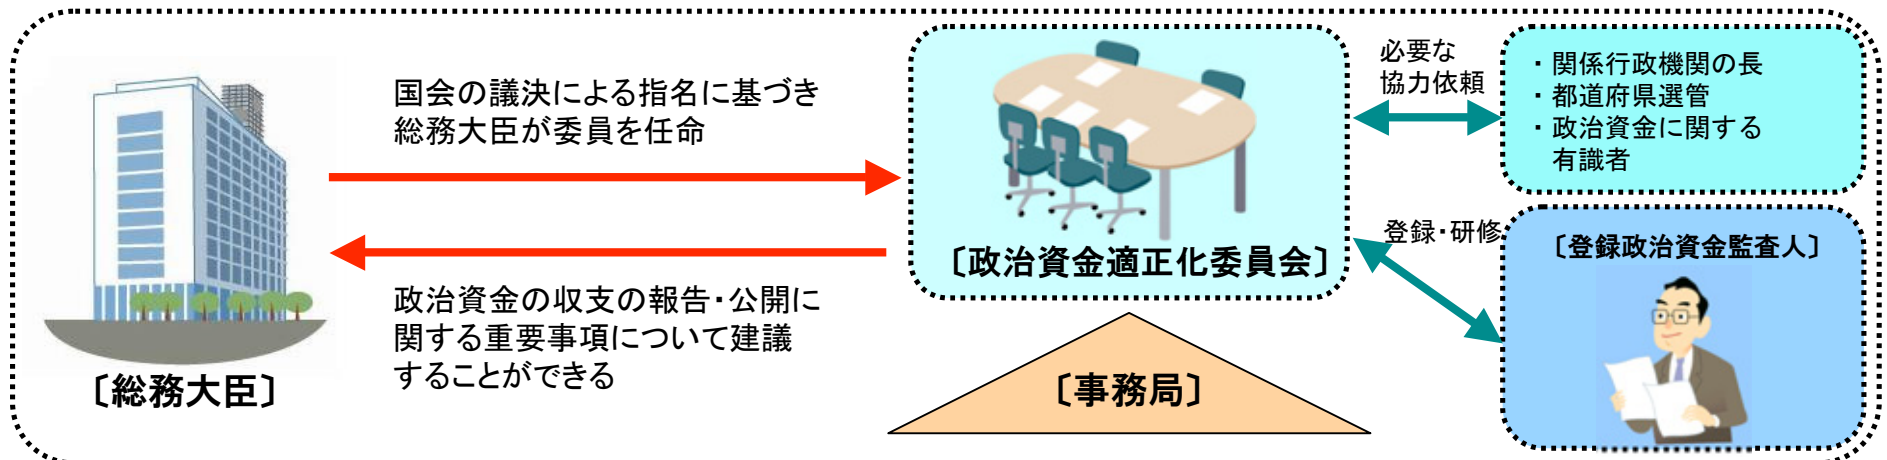 国会の議決による指名に基づき
総務大臣が委員を任命
政治資金の収支の報告・公開に
関する重要事項について建議
することができる
〔総務大臣〕
〔政治資金適正化委員会〕
〔事務局〕
必要な
協力依頼
・関係行政機関の長
・都道府県選管
・政治資金に関する
有識者
登録・研修
〔登録政治資金監査人〕